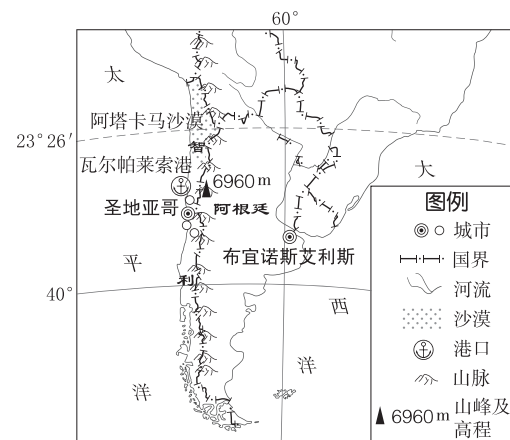 60°
太
阿塔卡马沙漠
23°26′
智
瓦尔帕莱索港
大
6960 m
圣地亚哥
阿根廷
布宜诺斯艾利斯
平
利
40°
西
洋
洋
图例
城市
国界
河流
沙漠
港口
山脉
6960 m 山峰及
高程